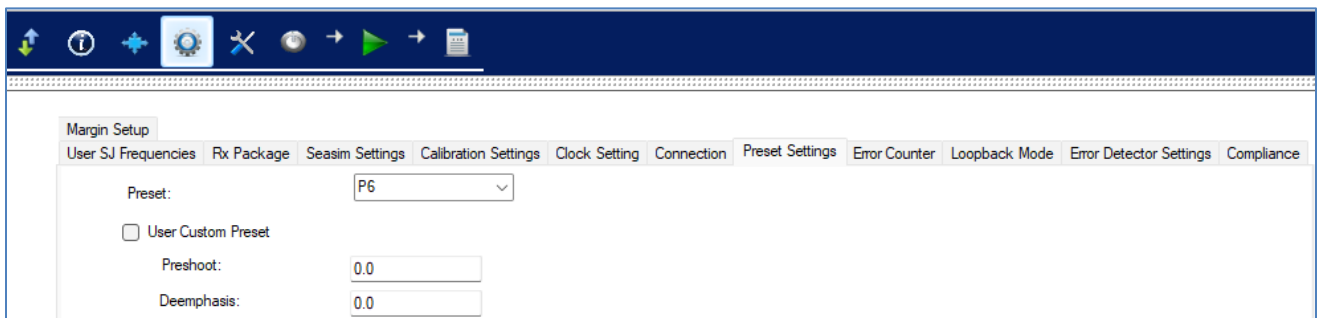 Margin Setup
User SJ Frequencies Rx Package Seasim Settings Calibration Settings Clock Setting Connection Preset Settings Error Counter Loopback Mode Error Detector Settings Compliance
Preset: P6
User Custom Preset
Preshoot: 0.0
Deemphasis: 0.0